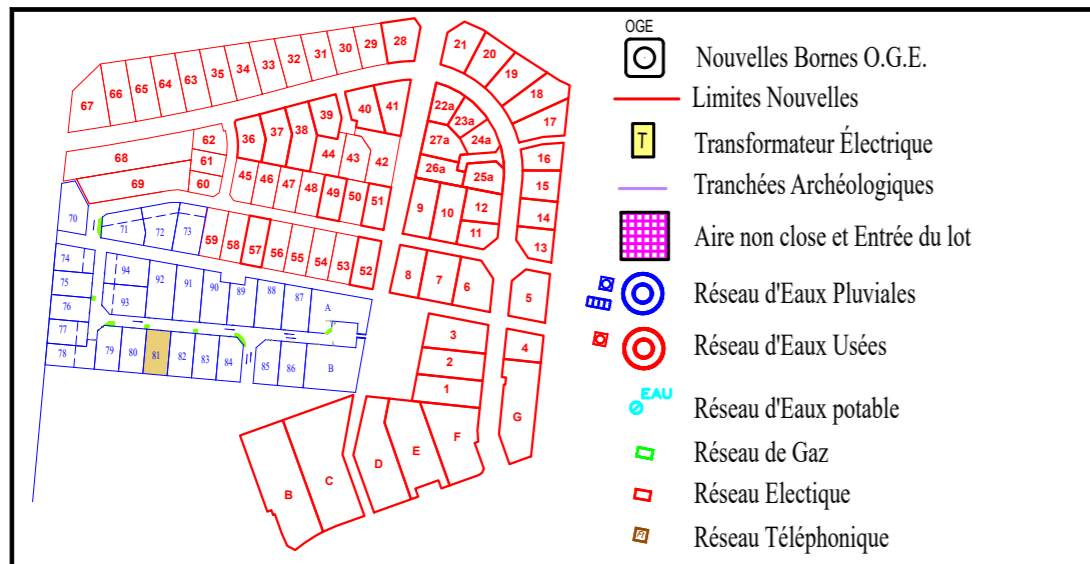 67 66 65 64 63 35 34 33 32 31 30 29 28
21 20 19 18 17
62 61 60
36 37 38 39 40 41
22a 23a 24a 27a 26a 25a
68
69
45 46 47 48 49 50 51
44 43 42
16 15 14 13
9 10 12 11
70 71 72 73 59 58 57 56 55 54 53 52
8 7 6 5
74 75 76 77 78
94 93 92 91 90 89 88 87 A
79 80 81 82 83 84 85 86 B
3 2 1
4
G
B C D E F
OGE
Nouvelles Bornes O.G.E.
Limites Nouvelles
T
Transformateur Électrique
Tranchées Archéologiques
Aire non close et Entrée du lot
Réseau d'Eaux Pluviales
Réseau d'Eaux Usées
EAU
Réseau d'Eaux potable
Réseau de Gaz
Réseau Electique
Réseau Téléphonique